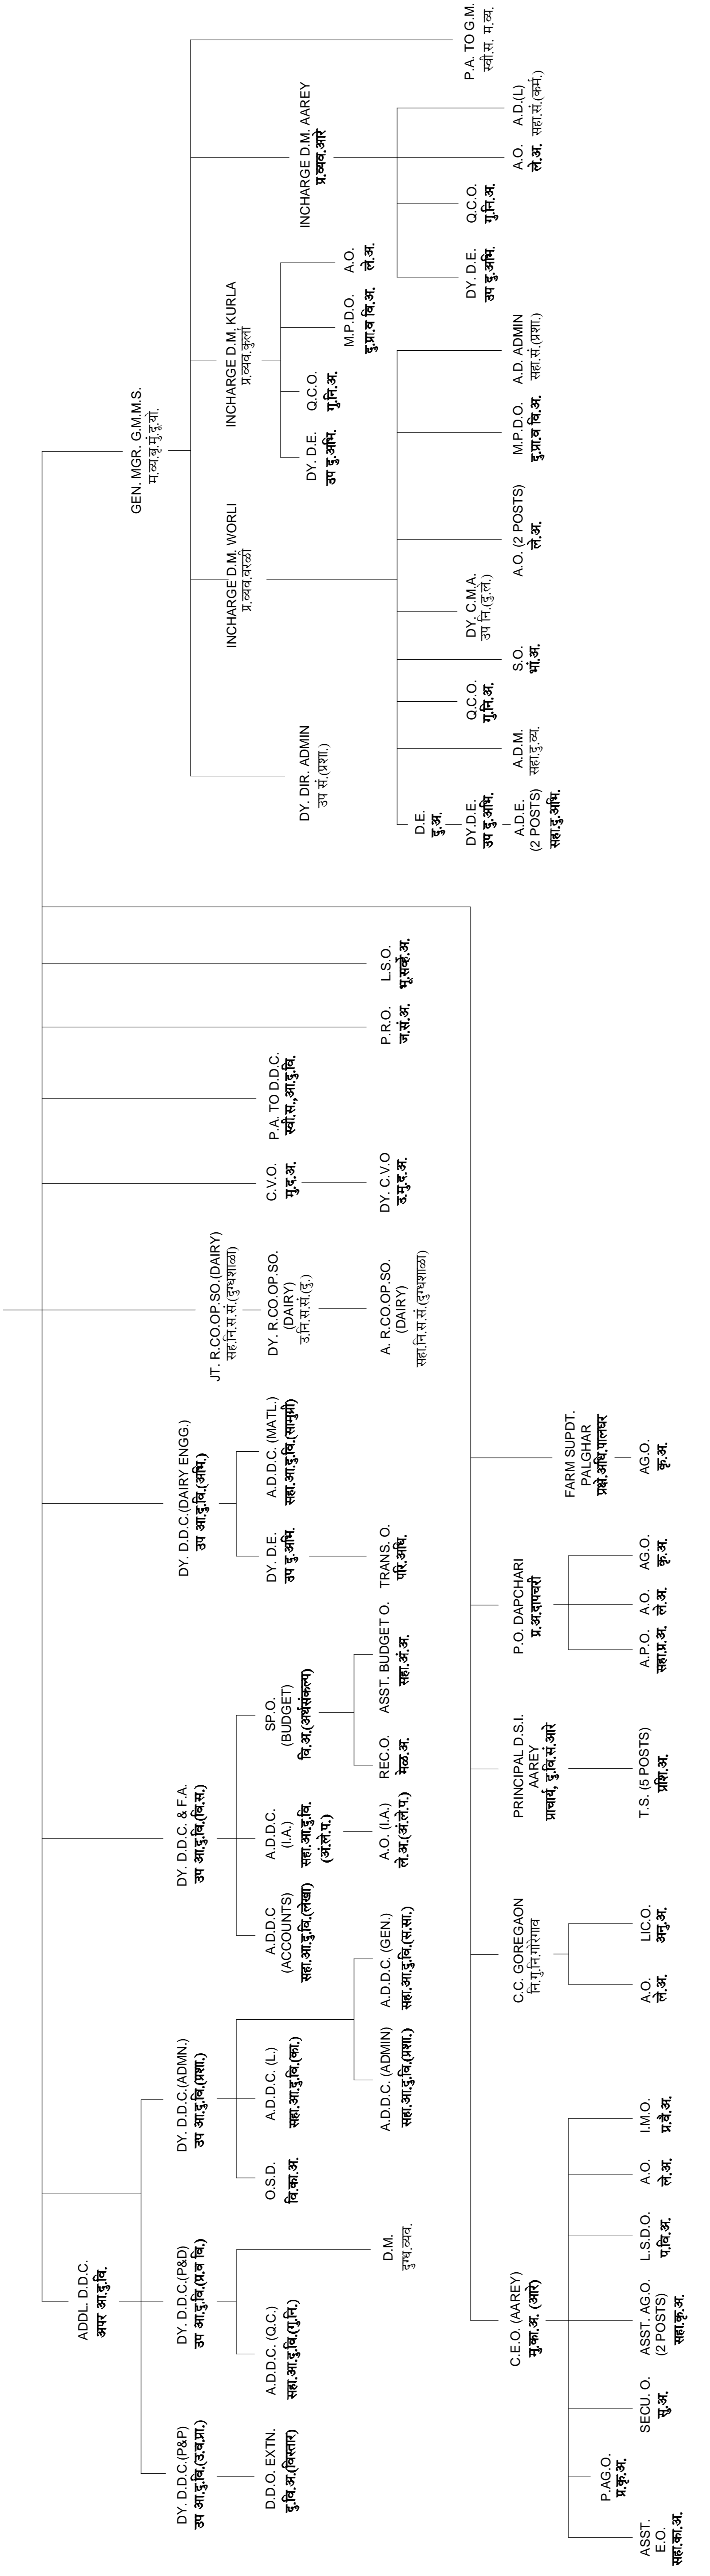 ADDL. D.D.C.
अपर आ.दु.वि.
DY. D.D.C.(P&P)
उप आ.दु.वि.(उ.व.प्रा.)
D.D.O. EXTN.
दु.वि.अ.(विस्तार)
DY. D.D.C.(P&D)
उप आ.दु.वि.(प्र.व वि.)
A.D.D.C. (Q.C.)
सहा.आ.दु.वि.(गु.नि.)
D.M.
दुग्ध.व्यव.
DY. D.D.C.(ADMN.)
उप आ.दु.वि.(प्रशा.)
O.S.D.
वि.का.अ.
A.D.D.C. (L.)
सहा.आ.दु.वि.(का.)
A.D.D.C. (ADMIN)
सहा.आ.दु.वि.(प्रशा.)
A.D.D.C. (GEN.)
सहा.आ.दु.वि.(स.सा.)
DY. D.D.C. & F.A.
उप आ.दु.वि.(वि.स.)
A.D.D.C
(ACCOUNTS)
सहा.आ.दु.वि.(लेखा)
A.D.D.C.
(I.A.)
सहा.आ.दु.वि.
(अं.ले.प.)
A.O. (I.A.)
ले.अ.(अं.ले.प.)
SP.O.
(BUDGET)
वि.अ.(अर्थसंकल्प)
REC.O.
मेळ.अ.
ASST. BUDGET O.
सहा.अं.अ.
DY. D.D.C.(DAIRY ENGG.)
उप आ.दु.वि.(अभि.)
DY. D.E.
उप दु.अभि.
TRANS. O.
परि.अधि.
A.D.D.C. (MATL.)
सहा.आ.दु.वि.(सामुग्री)
JT. R.CO.OP.SO.(DAIRY)
सह.नि.स.सं.(दुग्धशाळा)
DY. R.CO.OP.SO.
(DAIRY)
उ.नि.स.सं.(दु.)
A. R.CO.OP.SO.
(DAIRY)
सहा.नि.स.सं.(दुग्धशाळा)
C.V.O.
मु.द.अ.
DY. C.V.O
उ.मु.द.अ.
P.A. TO D.D.C.
स्वी.स.,आ.दु.वि.
P.R.O.
ज.सं.अ.
L.S.O.
भू.सर्व्हे.अ.
GEN. MGR. G.M.M.S.
म.व्य.बृ.मुं.दू.यो.
DY. DIR. ADMIN
उप सं.(प्रशा.)
INCHARGE D.M. WORLI
प्र.व्यव.वरळी
D.E.
दु.अ.
DY.D.E.
उप दु.अभि.
A.D.E.
(2 POSTS)
सहा.दु.अभि.
A.D.M.
सहा.दु.व्य.
Q.C.O.
गु.नि.अ.
S.O.
भां.अ.
DY. C.M.A.
उप नि.(दु.ले.)
A.O. (2 POSTS)
ले.अ.
M.P.D.O.
दु.प्रा.व वि.अ.
A.D. ADMIN
सहा.सं.(प्रशा.)
INCHARGE D.M. KURLA
प्र.व्यव.कुर्ला
DY. D.E.
उप दु.अभि.
Q.C.O.
गु.नि.अ.
M.P.D.O.
दु.प्रा.व वि.अ.
A.O.
ले.अ.
INCHARGE D.M. AAREY
प्र.व्यव.आरे
DY. D.E.
उप दु.अभि.
Q.C.O.
गु.नि.अ.
A.O.
ले.अ.
A.D.(L)
सहा.सं.(कर्म.)
P.A. TO G.M.
स्वी.स. म.व्य.
C.E.O. (AAREY)
मु.का.अ. (आरे)
ASST.
E.O.
सहा.का.अ.
P.AG.O.
प्र.कृ.अ.
SECU. O.
सु.अ.
ASST. AG.O.
(2 POSTS)
सहा.कृ.अ.
L.S.D.O.
प.वि.अ.
A.O.
ले.अ.
I.M.O.
प्र.वै.अ.
C.C. GOREGAON
नि.गु.नि.गोरेगाव
A.O.
ले.अ.
LIC.O.
अनु.अ.
PRINCIPAL D.S.I.
AAREY
प्राचार्य, दु.वि.सं.आरे
T.S. (5 POSTS)
प्रशि.अ.
P.O. DAPCHARI
प्र.अ.दापचरी
A.P.O.
सहा.प्र.अ.
A.O.
ले.अ.
AG.O.
कृ.अ.
FARM SUPDT.
PALGHAR
प्रक्षे.अधि.पालघर
AG.O.
कृ.अ.